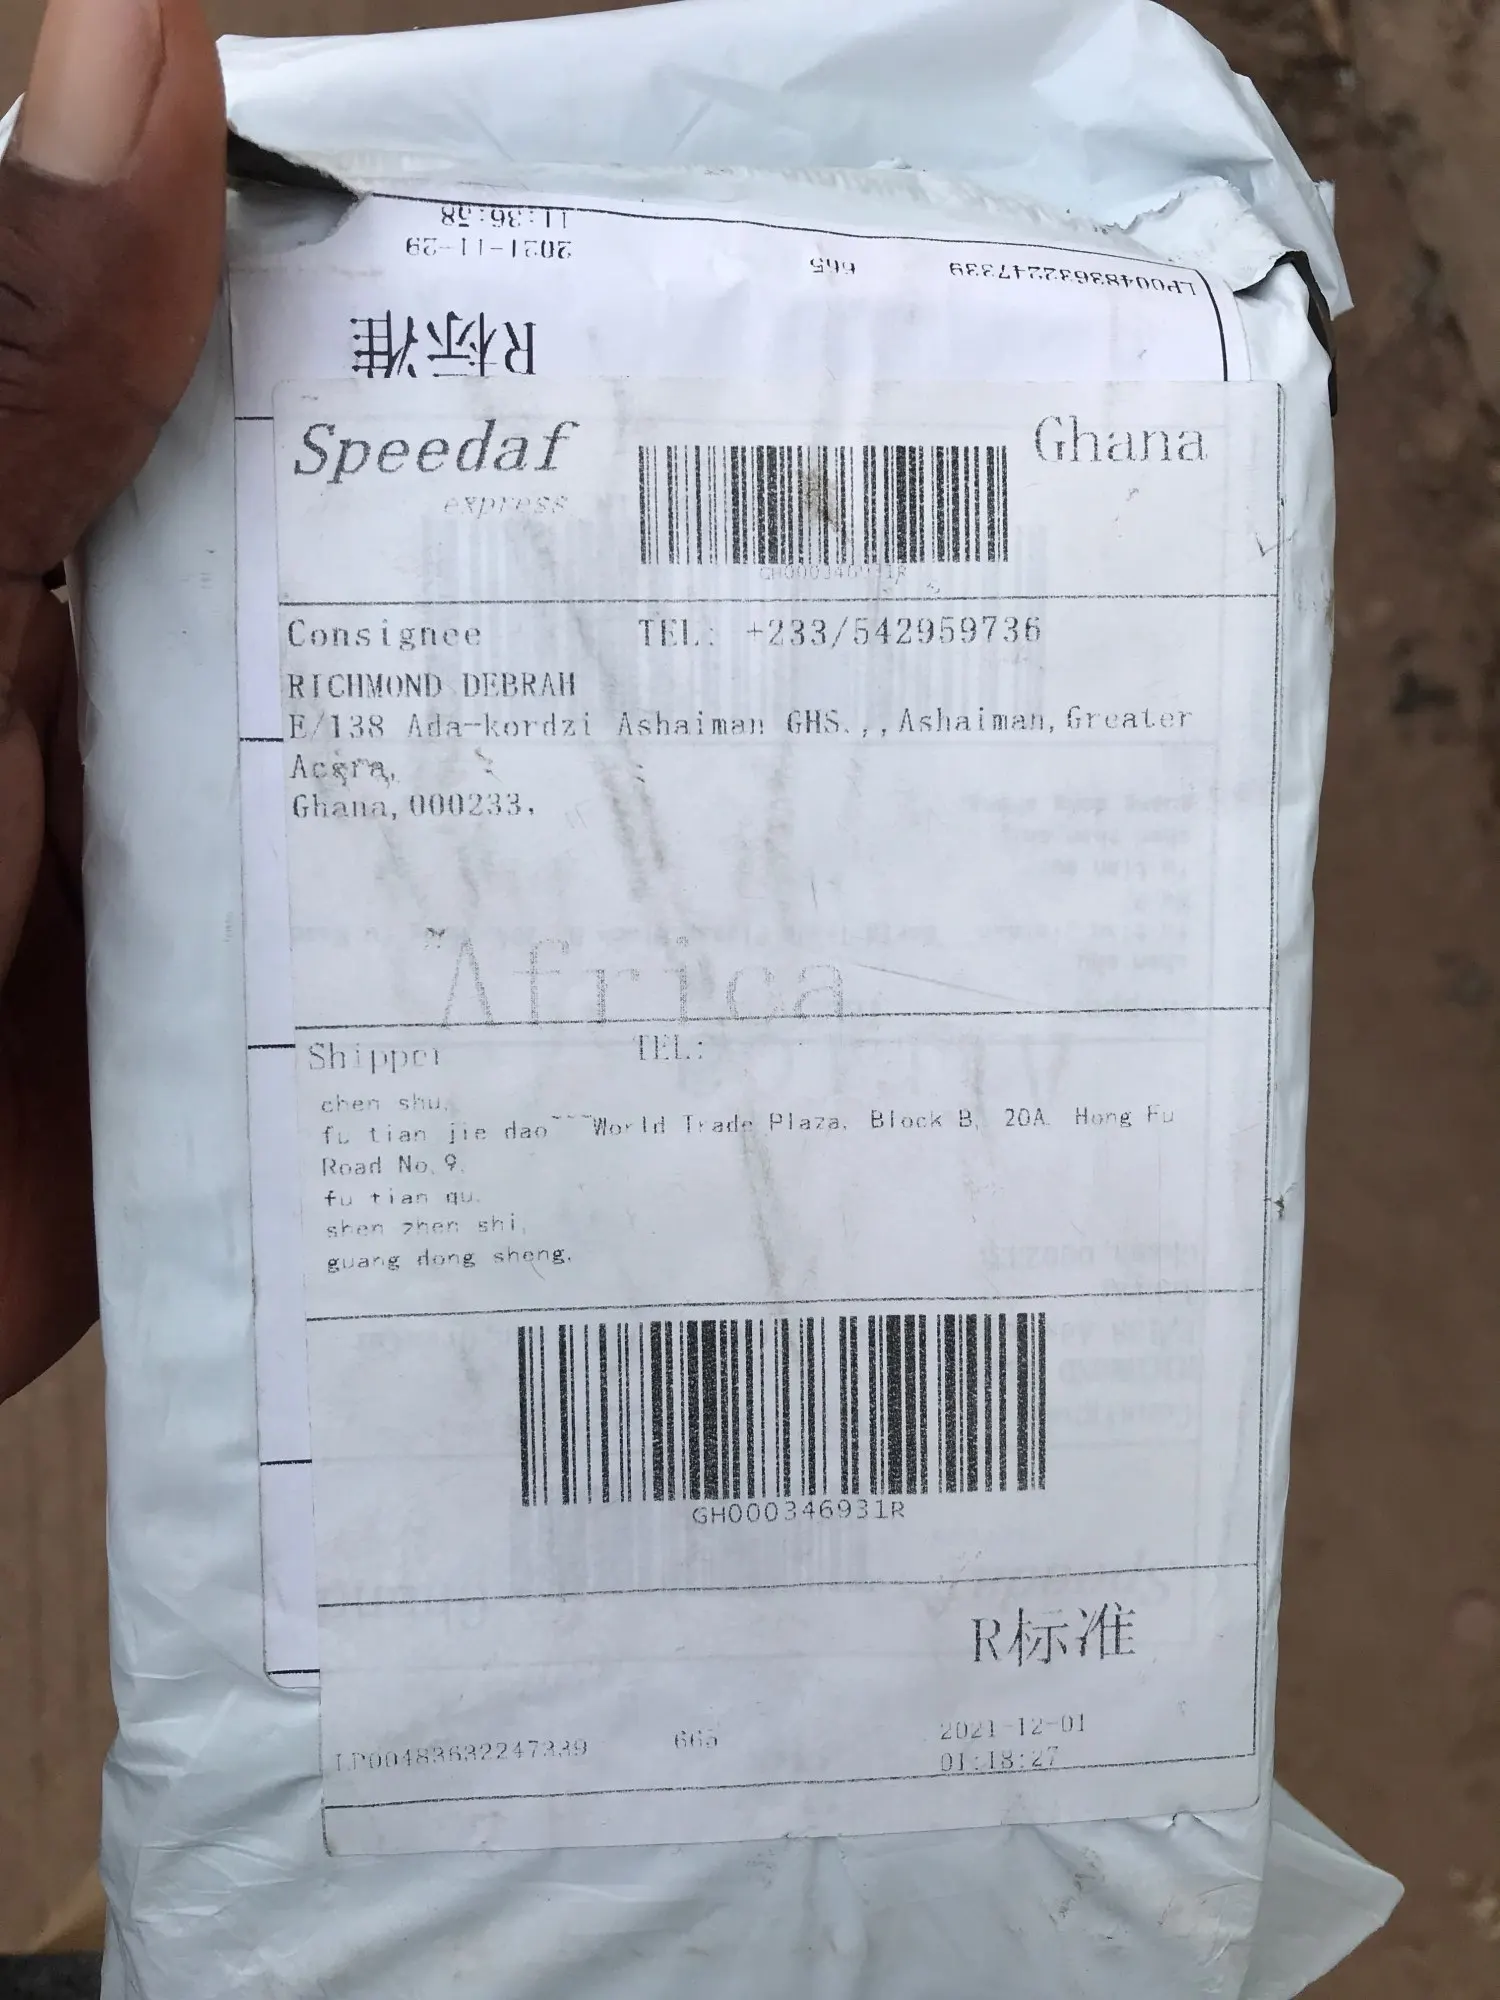 11:36:58
2021-11-29
665
LP00483632247339
R标准
Speedaf
express
Ghana
GH000346931R
Consignee TEL: +233/542959736
RICHMOND DEBRAH
E/138 Ada-kordzi Ashaiman GHS.,,Ashaiman,Greater
Accra,
Ghana,000233,
Africa
Shipper TEL:
chen shu,
fu tian jie dao~~~World Trade Plaza, Block B, 20A, Hong Fu
Road No,9,
fu tian qu,
shen zhen shi,
guang dong sheng,
GH000346931R
R标准
LP00483632247339 665 2021-12-01
01:18:27